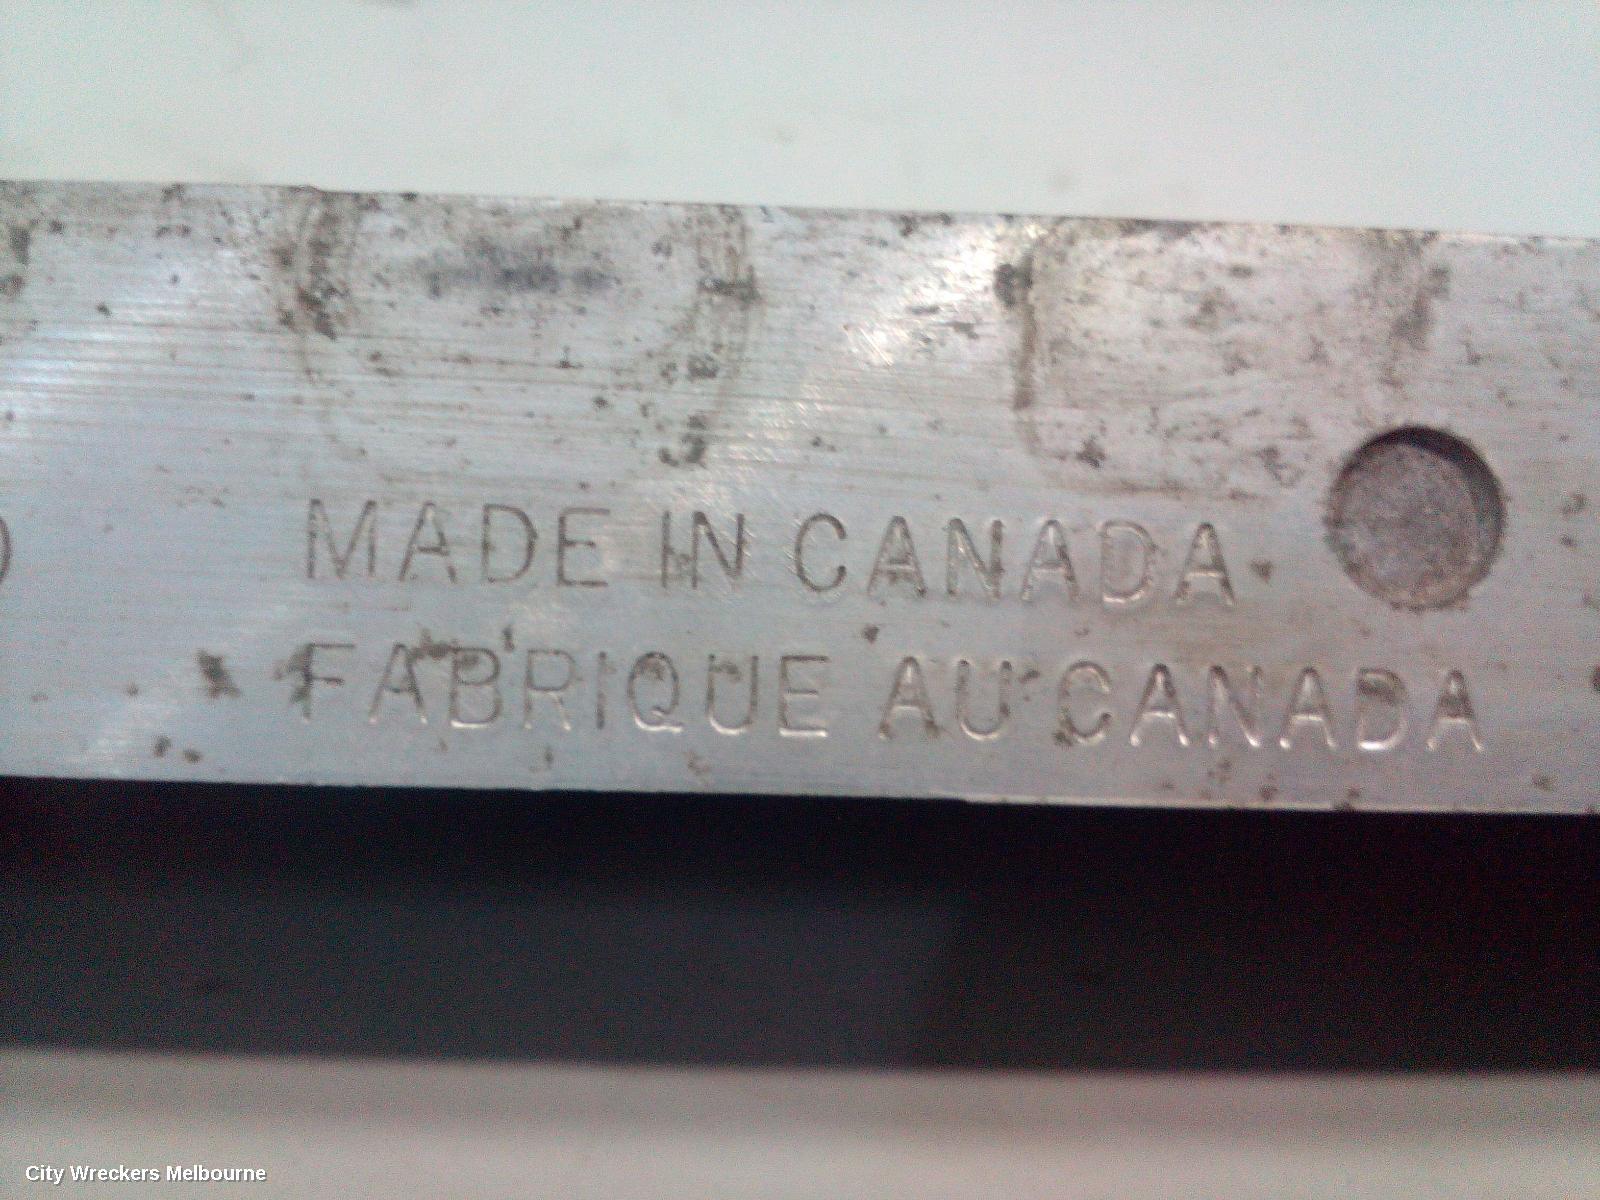 MADE IN CANADA
FABRIQUE AU CANADA
City Wreckers Melbourne